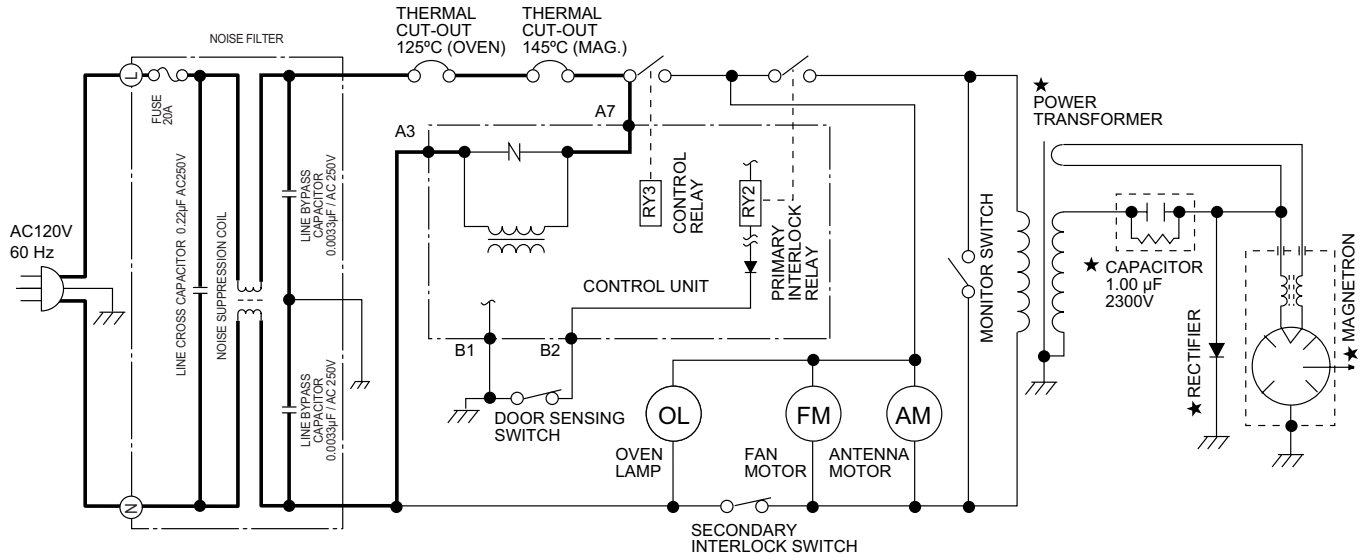 NOISE FILTER
THERMAL
CUT-OUT
125ºC (OVEN)
THERMAL
CUT-OUT
145ºC (MAG.)
L
FUSE
20A
AC120V
60 Hz
LINE CROSS CAPACITOR 0.22µF AC250V
NOISE SUPPRESSION COIL
LINE BYPASS
CAPACITOR
0.0033µF / AC 250V
LINE BYPASS
CAPACITOR
0.0033µF / AC 250V
N
A3
A7
N
RY3
CONTROL
RELAY
RY2
PRIMARY
INTERLOCK
RELAY
CONTROL UNIT
B1
B2
DOOR SENSING
SWITCH
OL
OVEN
LAMP
FM
FAN
MOTOR
AM
ANTENNA
MOTOR
SECONDARY
INTERLOCK SWITCH
MONITOR SWITCH
★
POWER
TRANSFORMER
★ CAPACITOR
1.00 µF
2300V
★ RECTIFIER
★ MAGNETRON